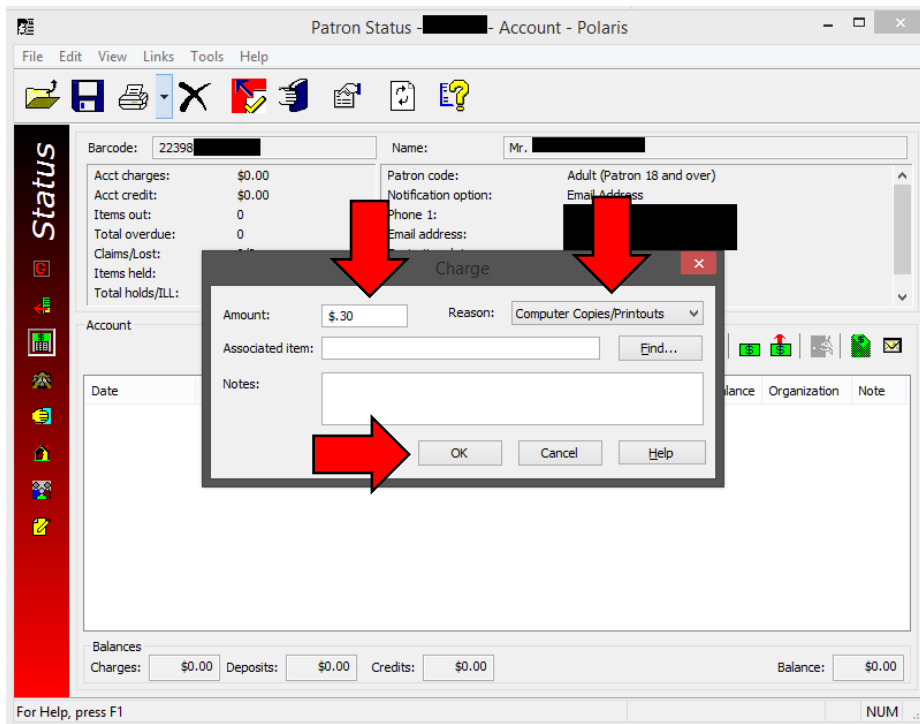 Patron Status - - Account - Polaris
File Edit View Links Tools Help
Status
Barcode: 22398 Name: Mr.
Acct charges: $0.00 Patron code: Adult (Patron 18 and over)
Acct credit: $0.00 Notification option: Email Address
Items out: 0 Phone 1:
Total overdue: 0 Email address:
Claims/Lost:
Items held:
Total holds/ILL:
Charge
Amount: $.30 Reason: Computer Copies/Printouts
Associated item: Find...
Notes:
OK Cancel Help
Account
Date Organization Note
Balances
Charges: $0.00 Deposits: $0.00 Credits: $0.00 Balance: $0.00
For Help, press F1 NUM